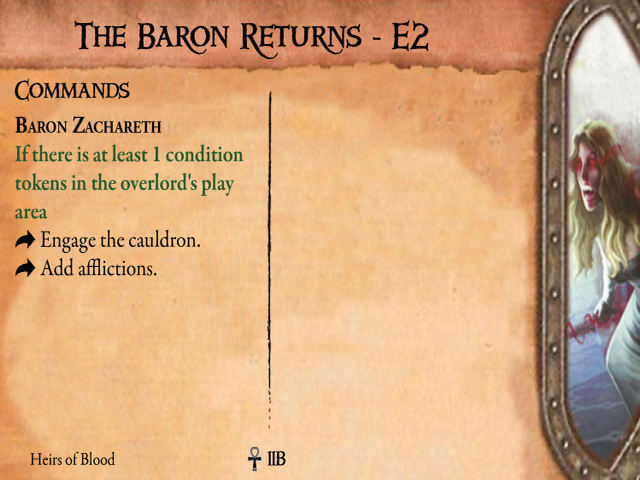 The Baron Returns - E2
Commands
Baron Zachareth
If there is at least 1 condition
tokens in the overlord's play
area
Engage the cauldron.
Add afflictions.
Heirs of Blood
11B